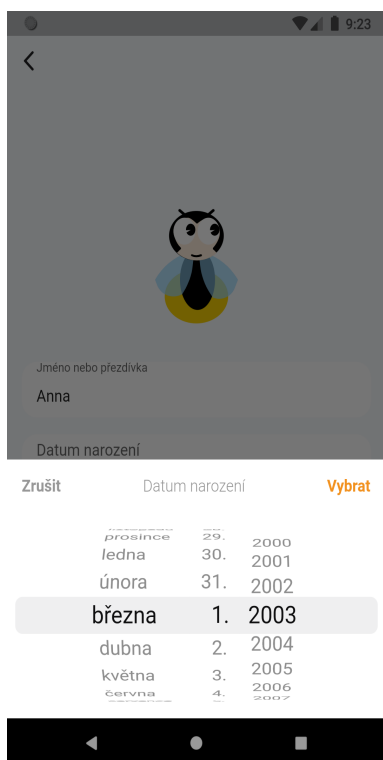 9:23
Jméno nebo přezdívka
Anna
Datum narození
Zrušit Datum narození Vybrat
prosince 29. 2000
ledna 30. 2001
února 31. 2002
března 1. 2003
dubna 2. 2004
května 3. 2005
června 4. 2006
2007